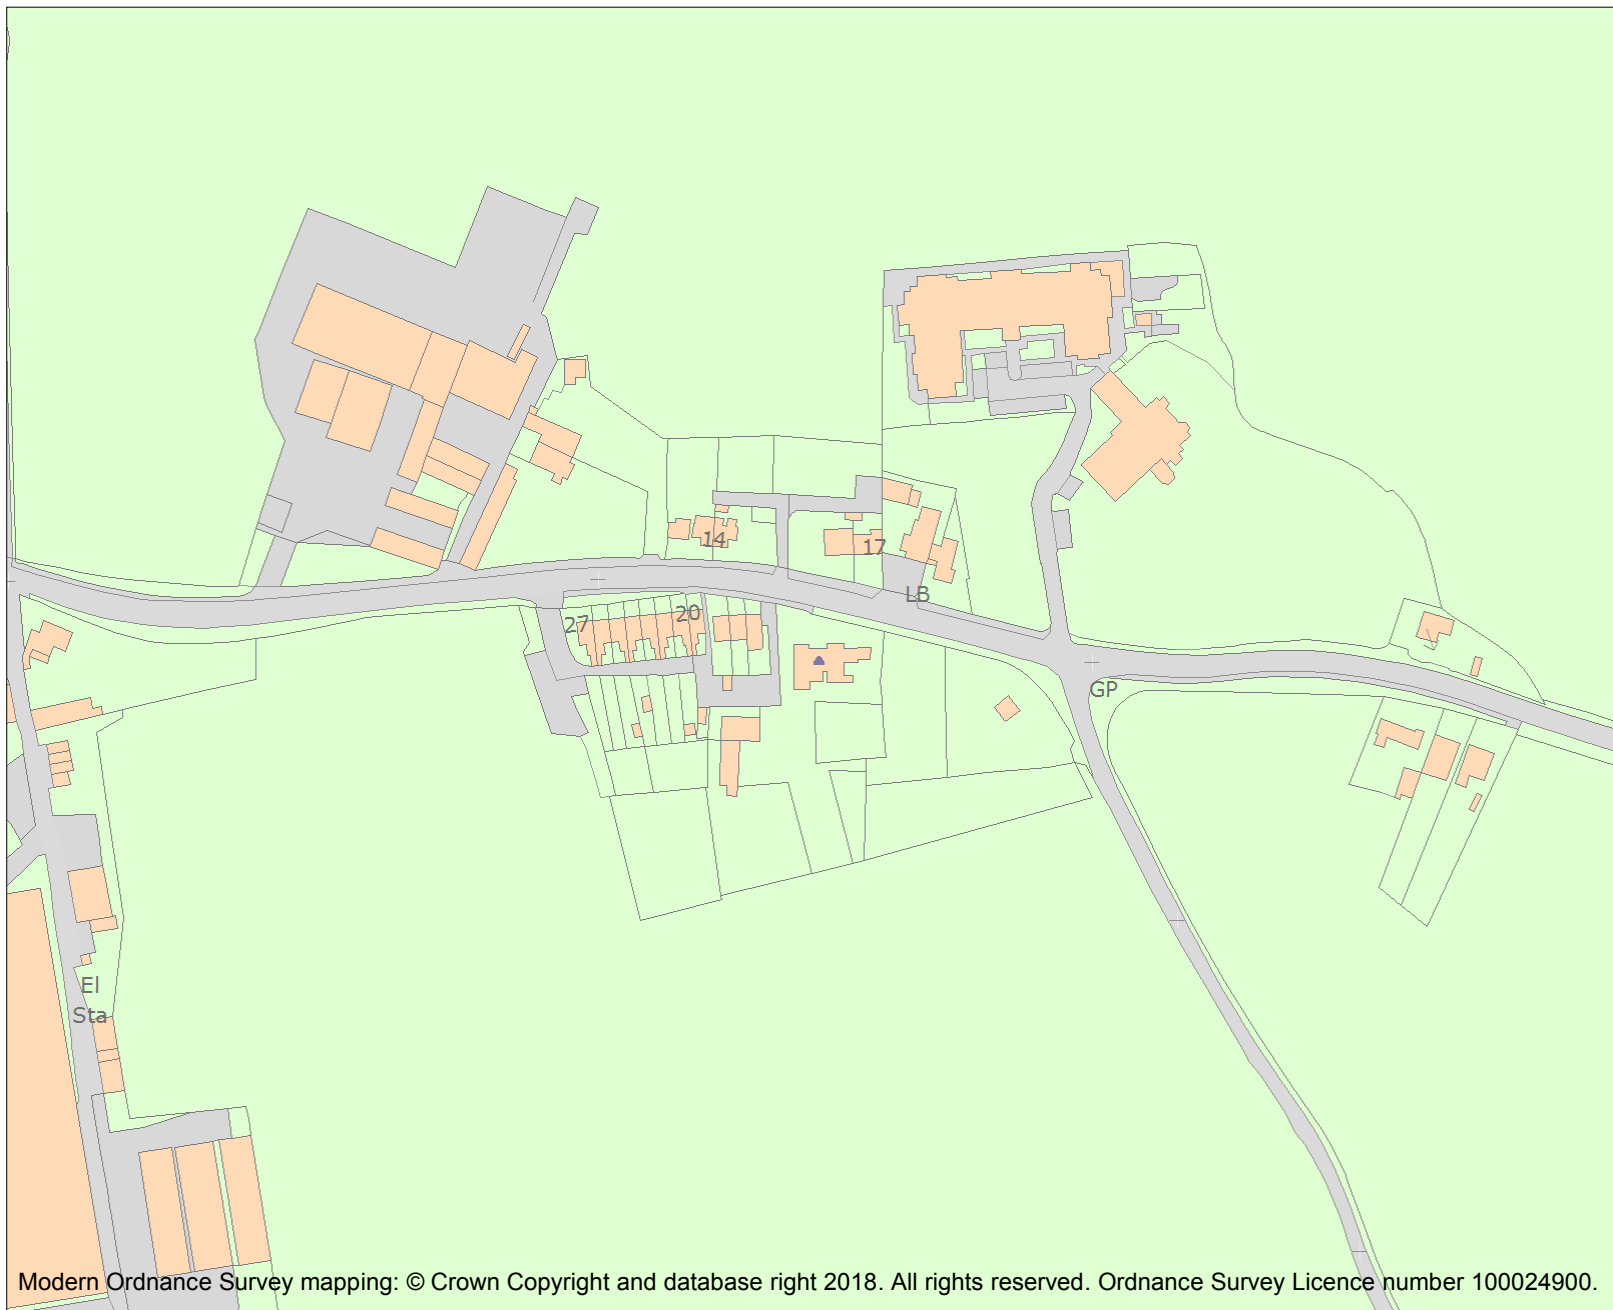 14
17
LB
27
20
GP
El
Sta
Modern Ordnance Survey mapping: © Crown Copyright and database right 2018. All rights reserved. Ordnance Survey Licence number 100024900.